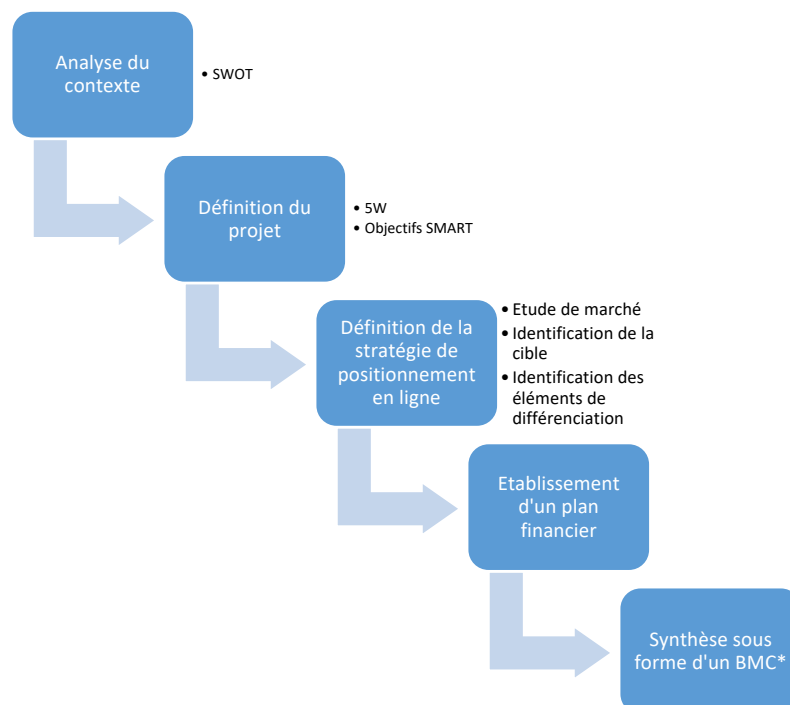 Analyse du
contexte
• SWOT
Définition du
projet
• 5W
• Objectifs SMART
Définition de la
stratégie de
positionnement
en ligne
• Etude de marché
• Identification de la
cible
• Identification des
éléments de
différenciation
Etablissement
d'un plan
financier
Synthèse sous
forme d'un BMC*